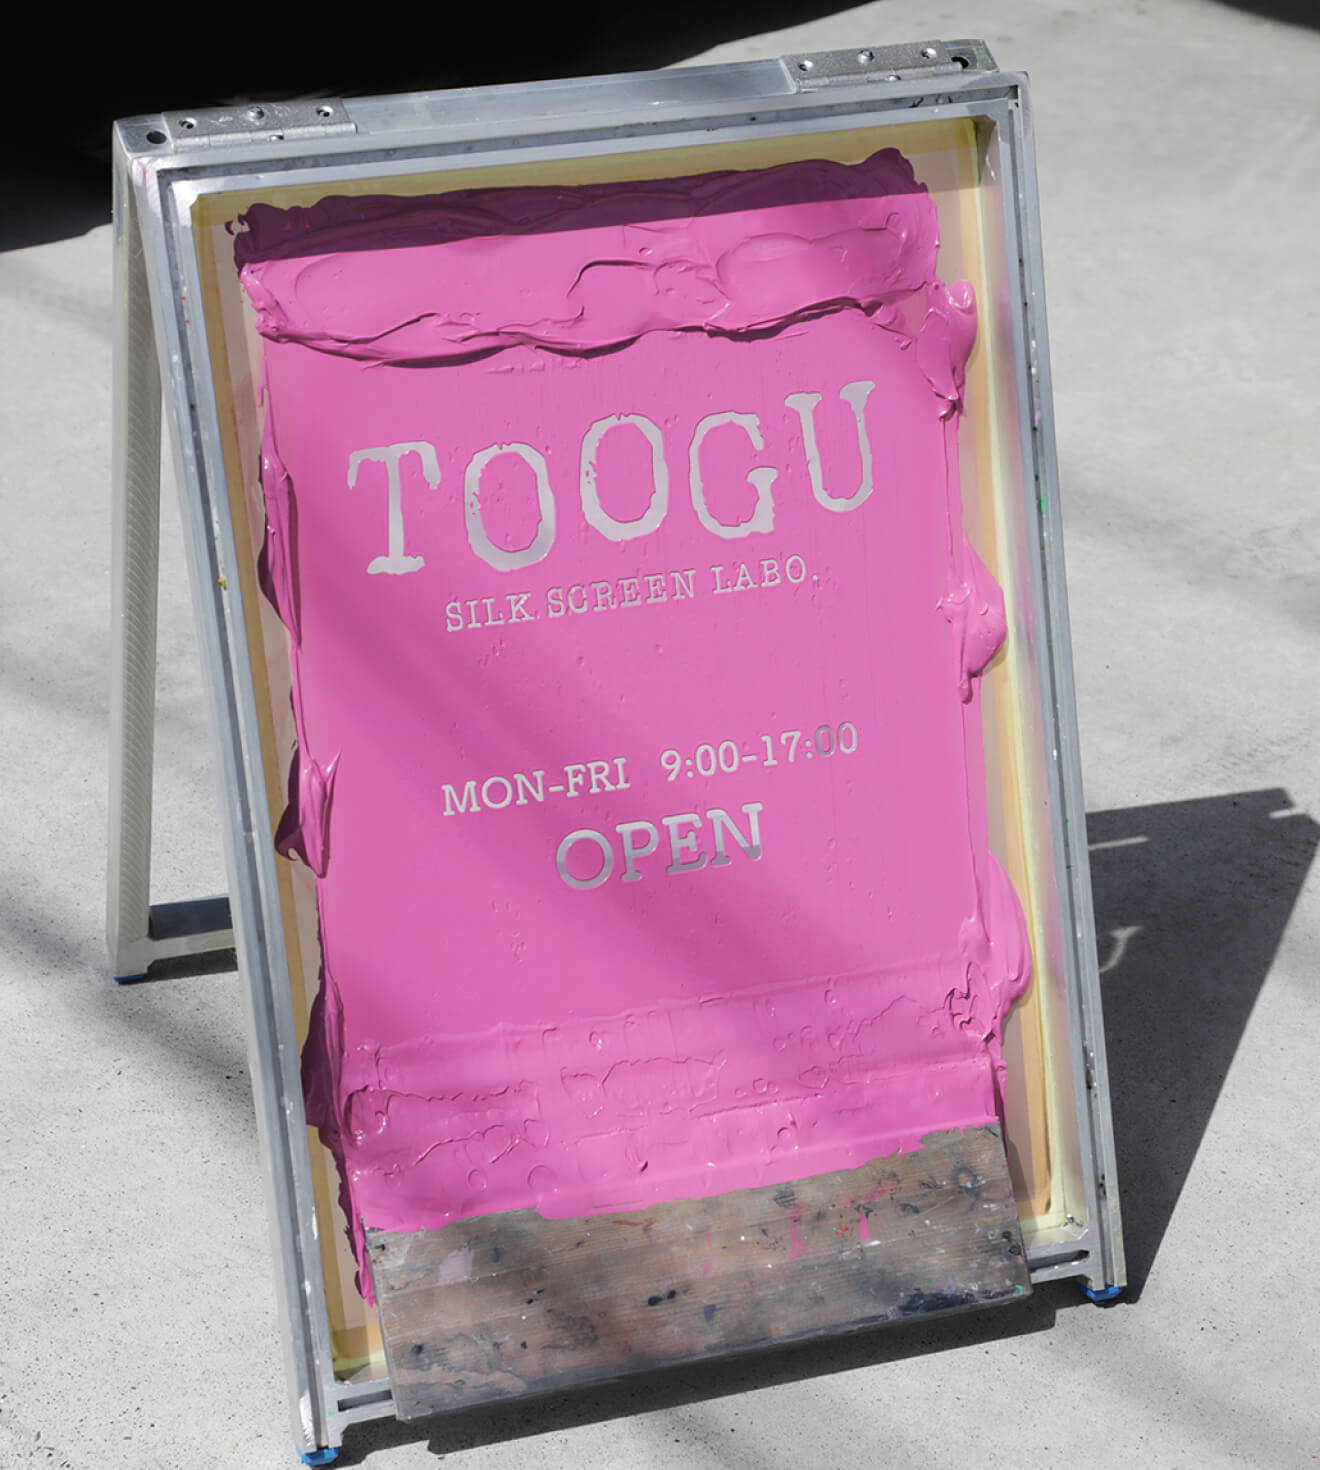 TOOGU
SILK SCREEN LABO.
MON-FRI 9:00-17:00
OPEN